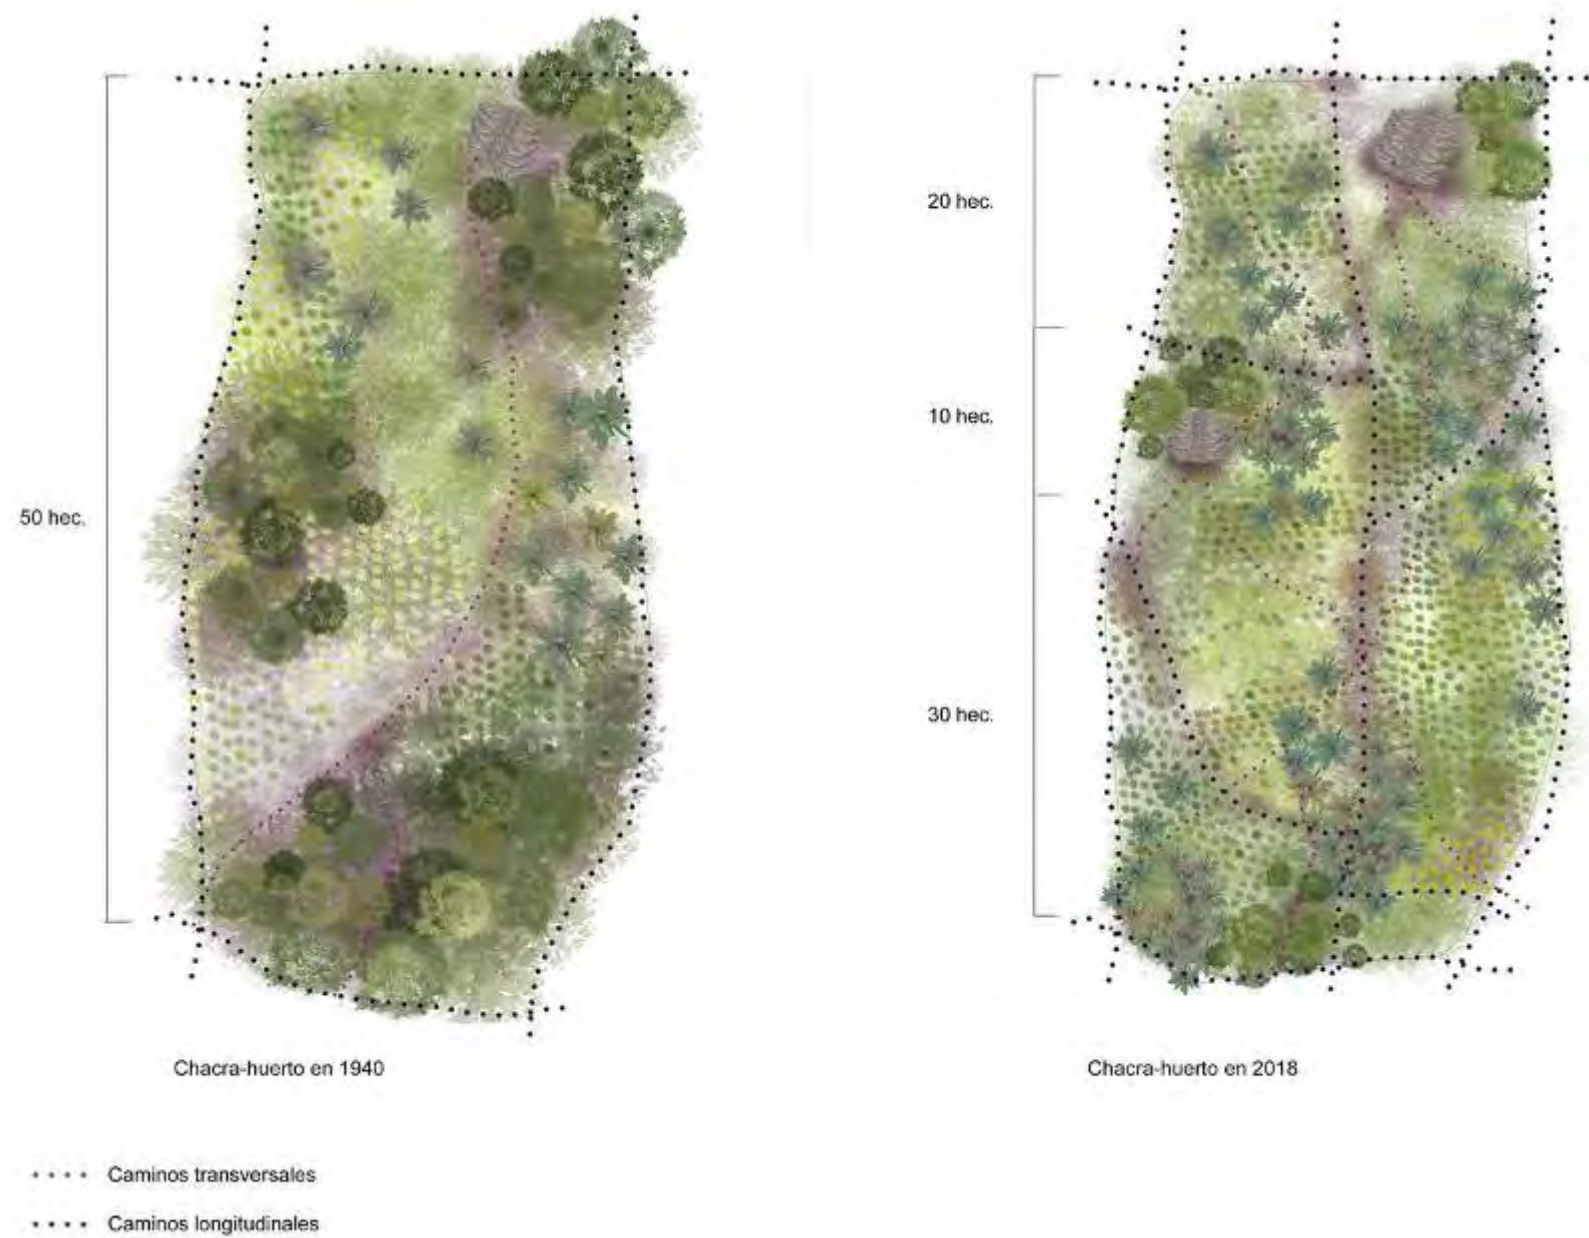 50 hec.
20 hec.
10 hec.
30 hec.
Chacra-huerto en 1940
Chacra-huerto en 2018
Caminos transversales
Caminos longitudinales